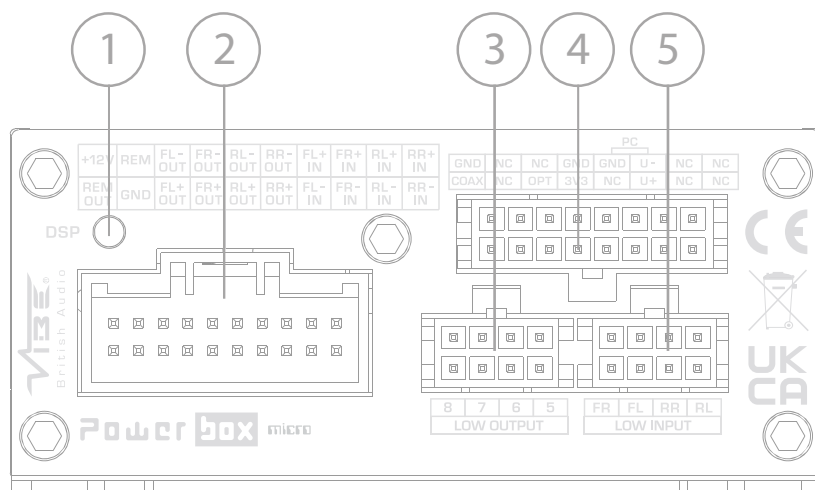 1 2 3 4 5
PC
+12V REM FL- OUT FR- OUT RL- OUT RR- OUT FL+ IN FR+ IN RL+ IN RR+ IN
GND NC NC GND GND U- NC NC
REM OUT GND FL+ OUT FR+ OUT RL+ OUT RR+ OUT FL- IN FR- IN RL- IN RR- IN
COAX NC OPT 3V3 NC U+ NC NC
DSP
CE
VIBE®
British Audio
UK
CA
8 7 6 5
FR FL RR RL
LOW OUTPUT
LOW INPUT
Power box micro